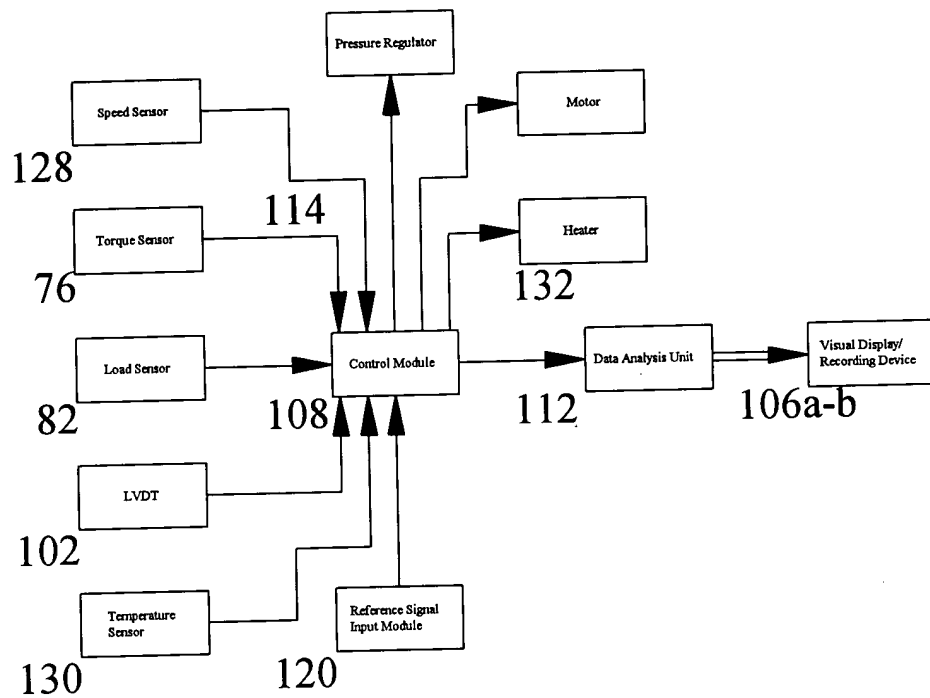 Pressure Regulator
Motor
Speed Sensor
128
114
Torque Sensor
76
Heater
132
Load Sensor
82
Control Module
108
Data Analysis Unit
112
Visual Display/
Recording Device
106a-b
LVDT
102
Temperature
Sensor
130
Reference Signal
Input Module
120